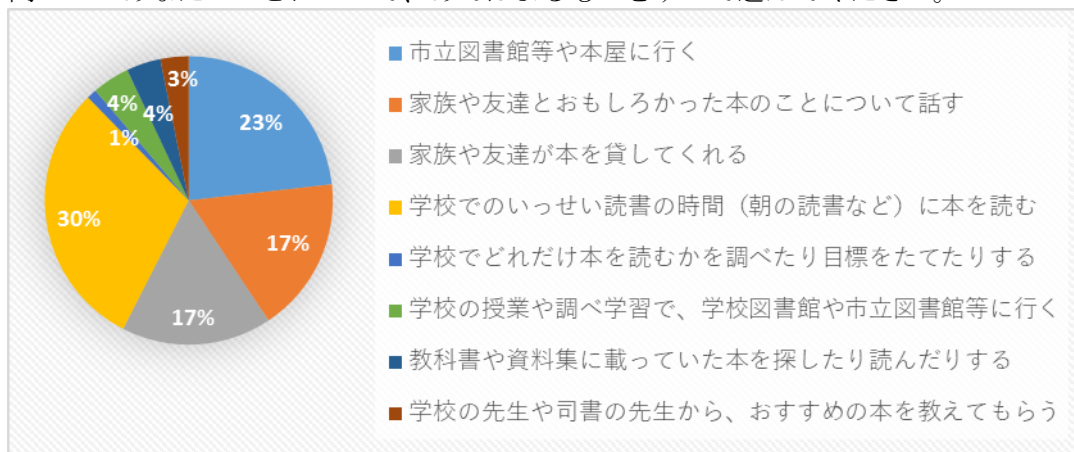 23%
17%
17%
30%
1%
4%
4%
3%
市立図書館等や本屋に行く
家族や友達とおもしろかった本のことについて話す
家族や友達が本を貸してくれる
学校でのいっせい読書の時間（朝の読書など）に本を読む
学校でどれだけ本を読むかを調べたり目標をたてたりする
学校の授業や調べ学習で、学校図書館や市立図書館等に行く
教科書や資料集に載っていた本を探したり読んだりする
学校の先生や司書の先生から、おすすめの本を教えてもらう